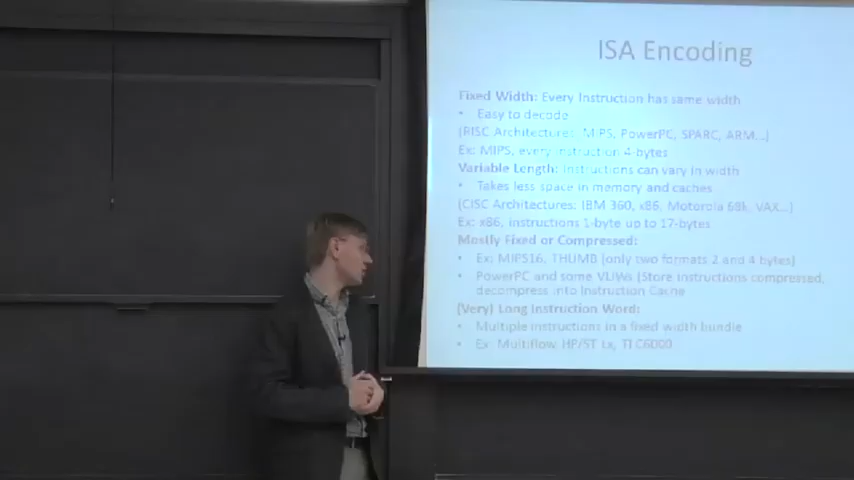 ISA Encoding
Fixed Width: Every Instruction has same width
• Easy to decode
(RISC Architectures: MIPS, PowerPC, SPARC, ARM...)
Ex: MIPS, every instruction 4-bytes
Variable Length: Instructions can vary in width
• Takes less space in memory and caches
(CISC Architectures: IBM 360, x86, Motorola 68k, VAX...)
Ex: x86, instructions 1-byte up to 17-bytes
Mostly Fixed or Compressed:
• Ex: MIPS16, THUMB (only two formats 2 and 4 bytes)
• PowerPC and some VLIWs (Store instructions compressed,
decompress into Instruction Cache
(Very) Long Instruction Word:
• Multiple instructions in a fixed width bundle
• Ex: Multiflow, HP/ST Lx, TI C6000